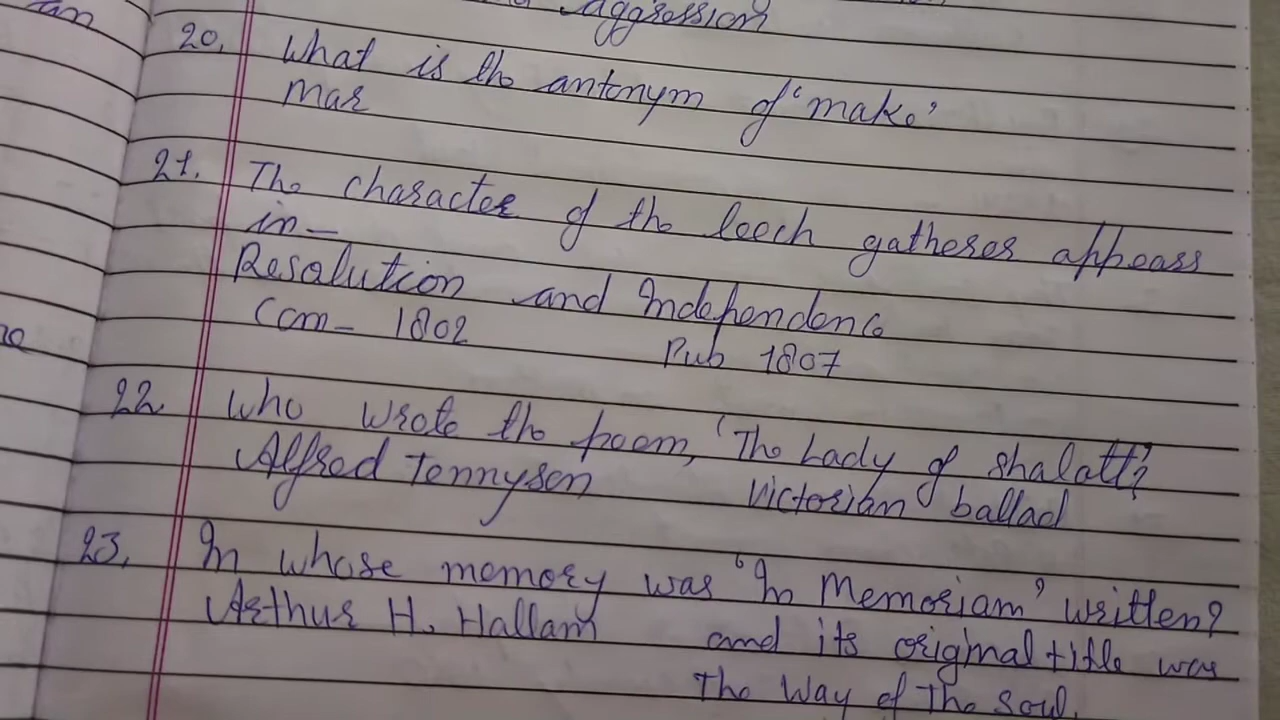 an
Aggression
20. What is the antonym of 'make'
Mar
21. The character of the leech gatherer appears
in-
Resolution and Independence
Com- 1802 Pub 1807
22 Who wrote the poem, 'The Lady of Shalatt?
Alfred Tennyson Victorian ballad
23. In whose memory was 'In Memoriam' written?
Arthur H. Hallam and its original title was
The Way of The Soul.